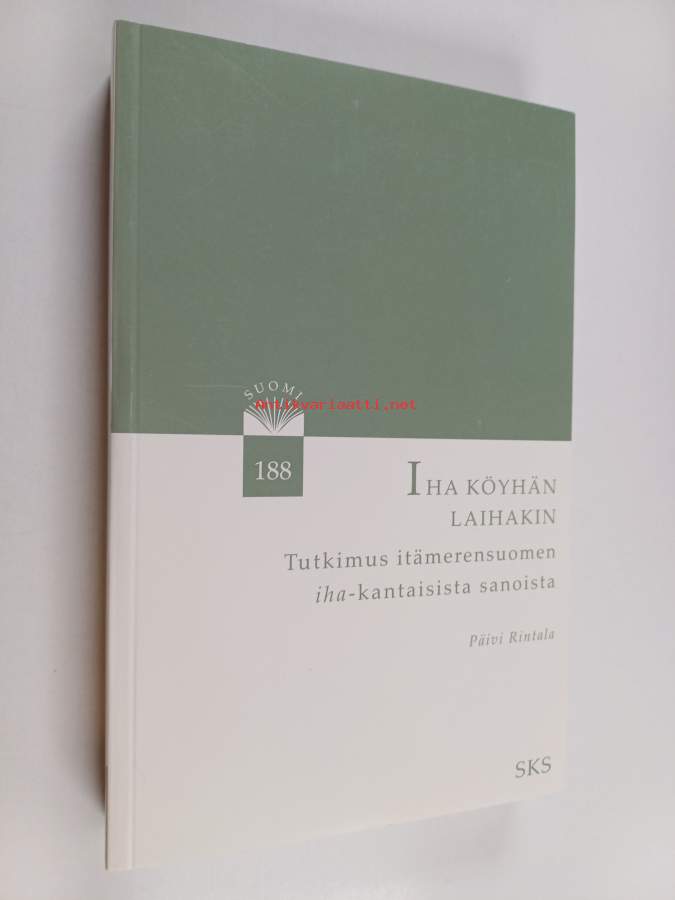 SUOMI
Antikvariaatti.net
188
IHA KÖYHÄN
LAIHAKIN
Tutkimus itämerensuomen
iha-kantaisista sanoista
Päivi Rintala
SKS